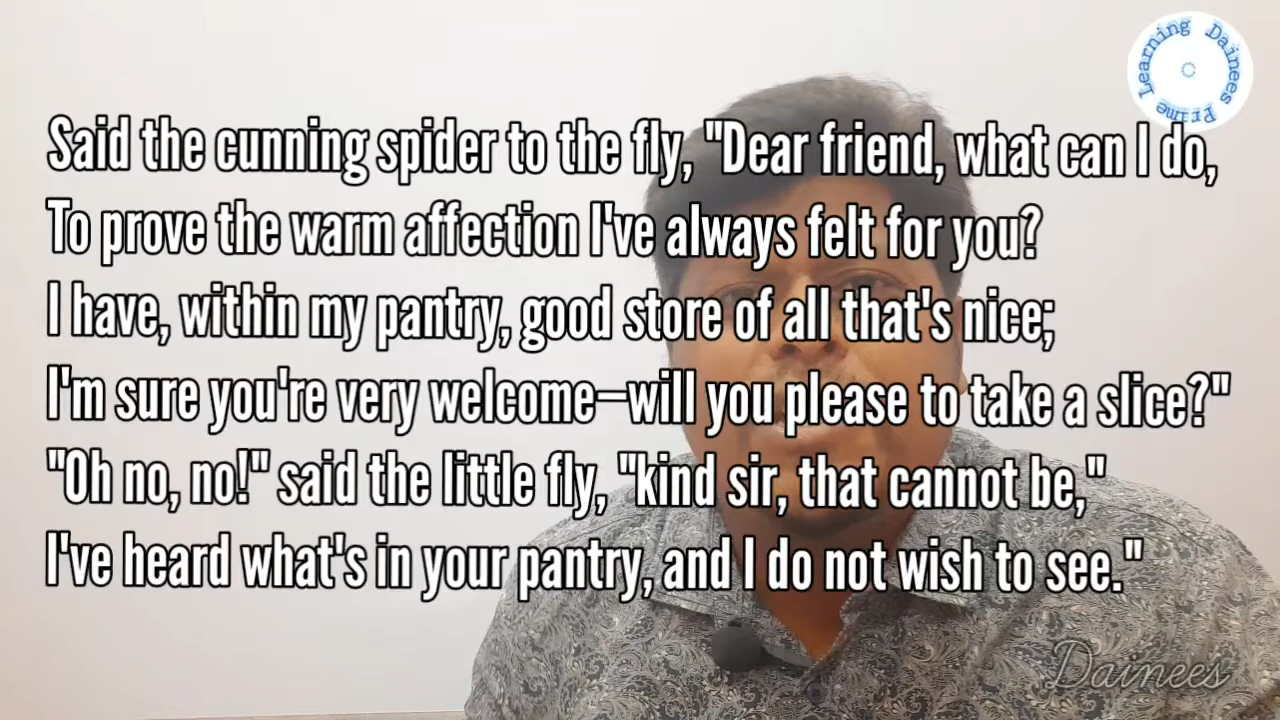 Learning Dainees Prime
Said the cunning spider to the fly, "Dear friend, what can I do,
To prove the warm affection I've always felt for you?
I have, within my pantry, good store of all that's nice;
I'm sure you're very welcome—will you please to take a slice?"
"Oh no, no!" said the little fly, "kind sir, that cannot be,"
I've heard what's in your pantry, and I do not wish to see."
Dainees